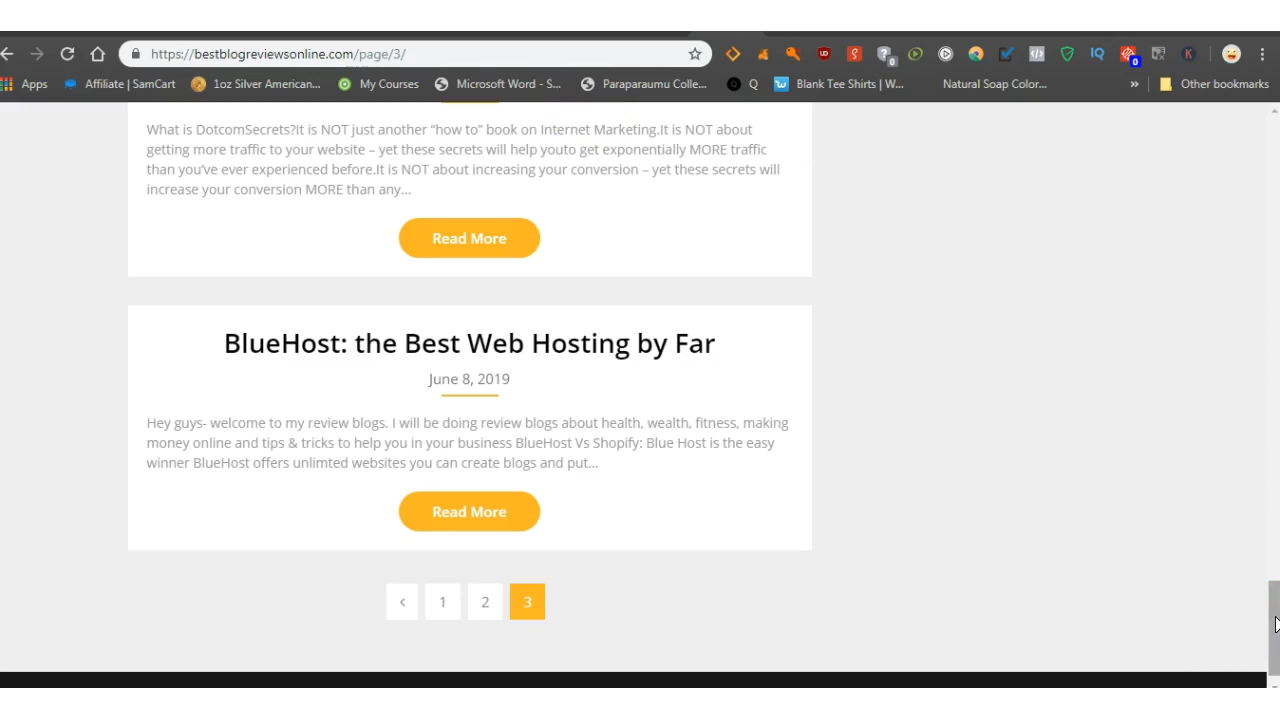 https://bestblogreviewsonline.com/page/3/
Apps Affiliate | SamCart 1oz Silver American... My Courses Microsoft Word - S... Paraparaumu Colle... Q Blank Tee Shirts | W... Natural Soap Color... » Other bookmarks
What is DotcomSecrets?It is NOT just another “how to” book on Internet Marketing.It is NOT about
getting more traffic to your website – yet these secrets will help youto get exponentially MORE traffic
than you’ve ever experienced before.It is NOT about increasing your conversion – yet these secrets will
increase your conversion MORE than any...
Read More
BlueHost: the Best Web Hosting by Far
June 8, 2019
Hey guys- welcome to my review blogs. I will be doing review blogs about health, wealth, fitness, making
money online and tips & tricks to help you in your business BlueHost Vs Shopify: Blue Host is the easy
winner BlueHost offers unlimted websites you can create blogs and put...
Read More
‹ 1 2 3